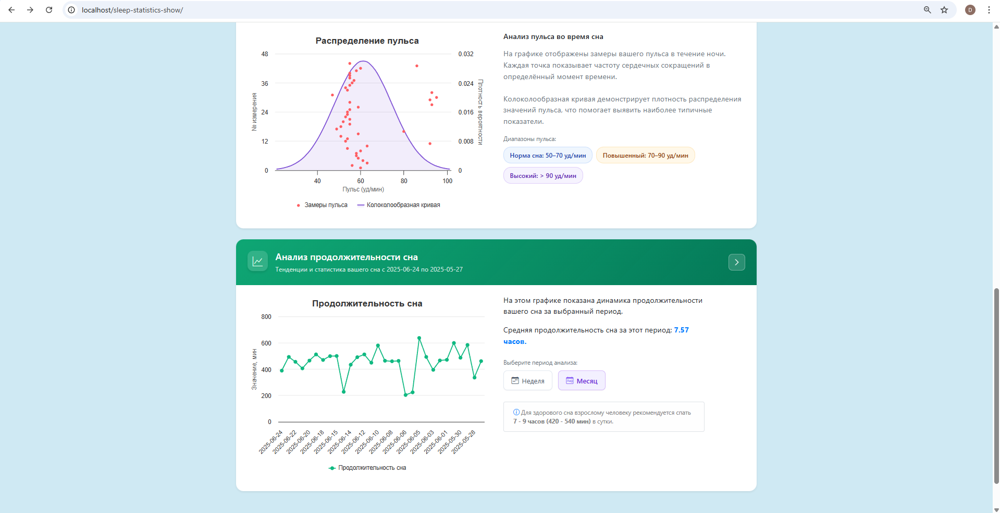 localhost/sleep-statistics-show/
D
Распределение пульса
48
36
24
12
0
№ измерения
0.032
0.024
0.016
0.008
0
Плотность вероятности
40
60
80
100
Пульс (уд/мин)
Замеры пульса
Колоколообразная кривая
Анализ пульса во время сна
На графике отображены замеры вашего пульса в течение ночи.
Каждая точка показывает частоту сердечных сокращений в
определённый момент времени.
Колоколообразная кривая демонстрирует плотность распределения
значений пульса, что помогает выявить наиболее типичные
показатели.
Диапазоны пульса:
Норма сна: 50–70 уд/мин
Повышенный: 70–90 уд/мин
Высокий: > 90 уд/мин
Анализ продолжительности сна
Тенденции и статистика вашего сна с 2025-06-24 по 2025-05-27
Продолжительность сна
800
600
400
200
0
Значение, мин
2025-06-24
2025-06-22
2025-06-20
2025-06-18
2025-06-15
2025-06-14
2025-06-12
2025-06-10
2025-06-08
2025-06-06
2025-06-05
2025-06-03
2025-06-01
2025-05-30
2025-05-28
Продолжительность сна
На этом графике показана динамика продолжительности
вашего сна за выбранный период.
Средняя продолжительность сна за этот период: 7.57
часов.
Выберите период анализа:
Неделя
Aug
Месяц
Для здорового сна взрослому человеку рекомендуется спать
7 - 9 часов (420 - 540 мин) в сутки.